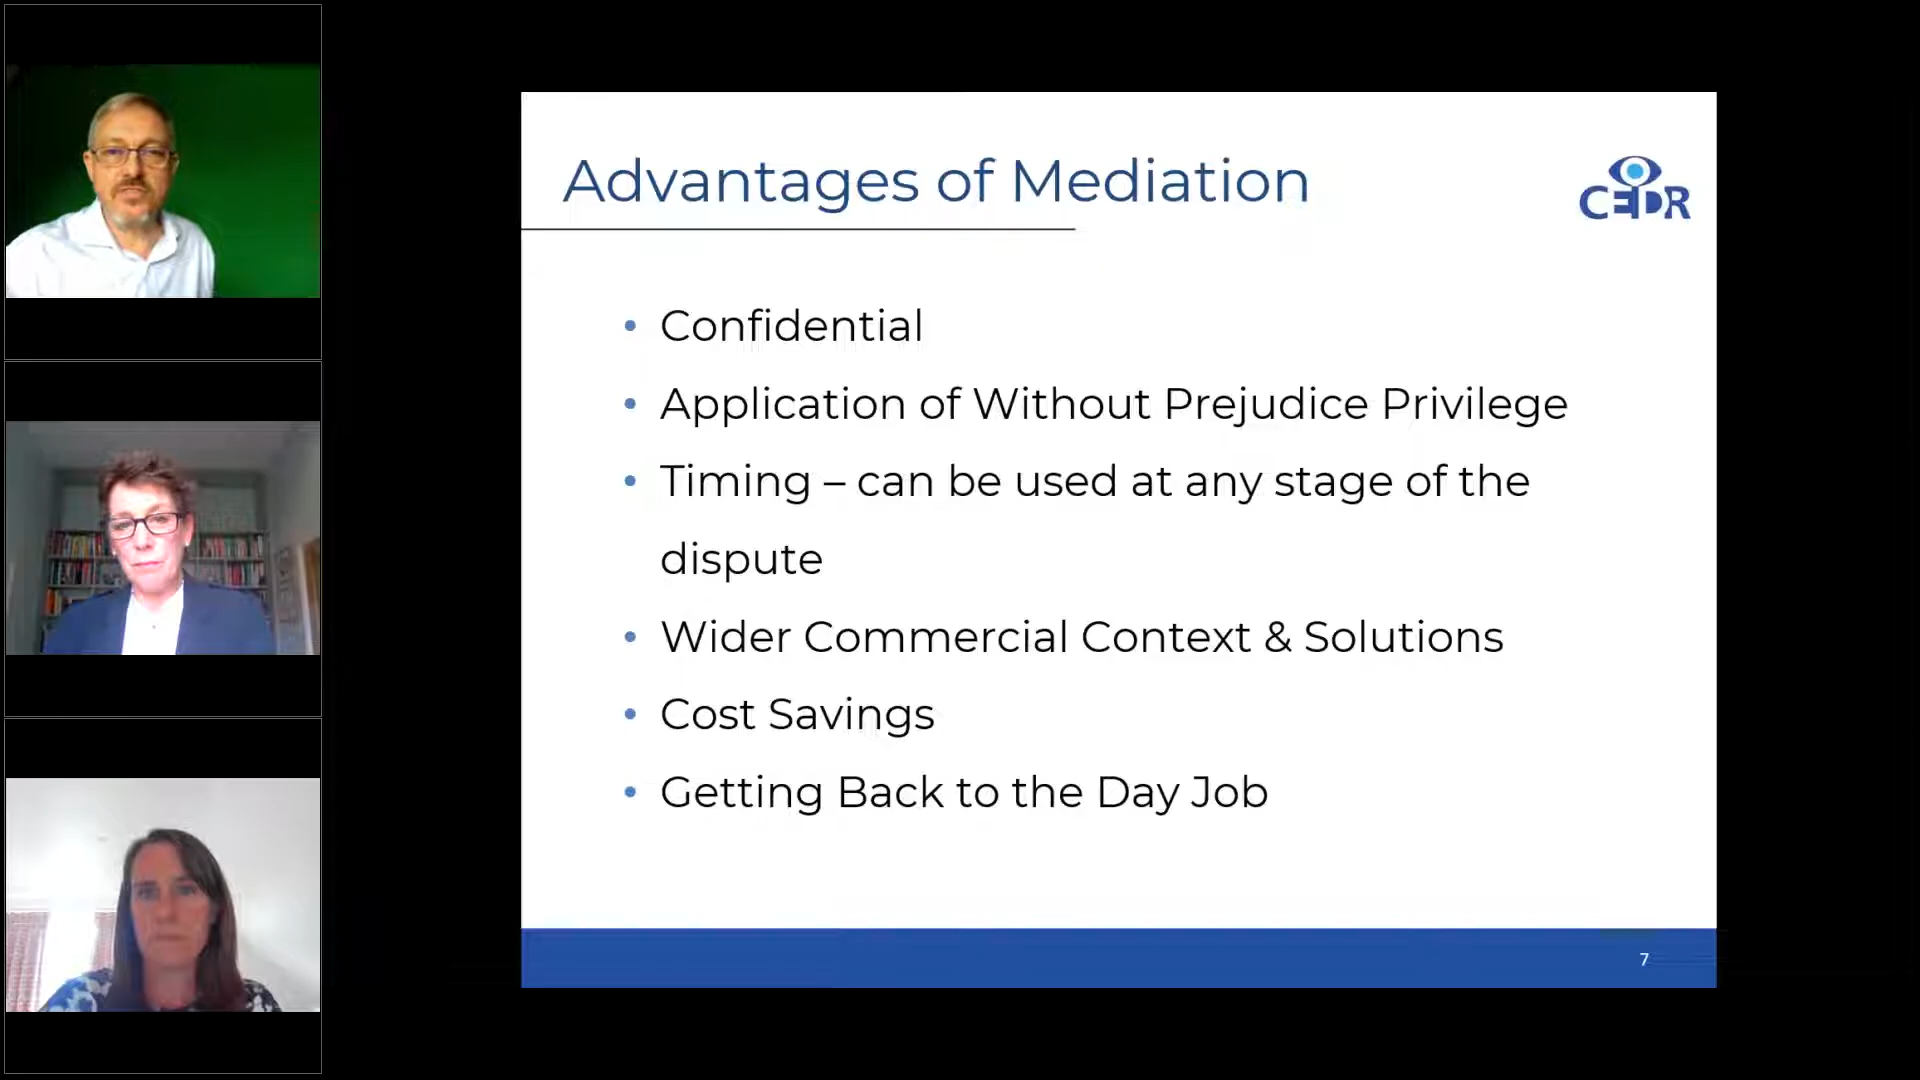 Advantages of Mediation
CEDR
• Confidential
• Application of Without Prejudice Privilege
• Timing – can be used at any stage of the
dispute
• Wider Commercial Context & Solutions
• Cost Savings
• Getting Back to the Day Job
7